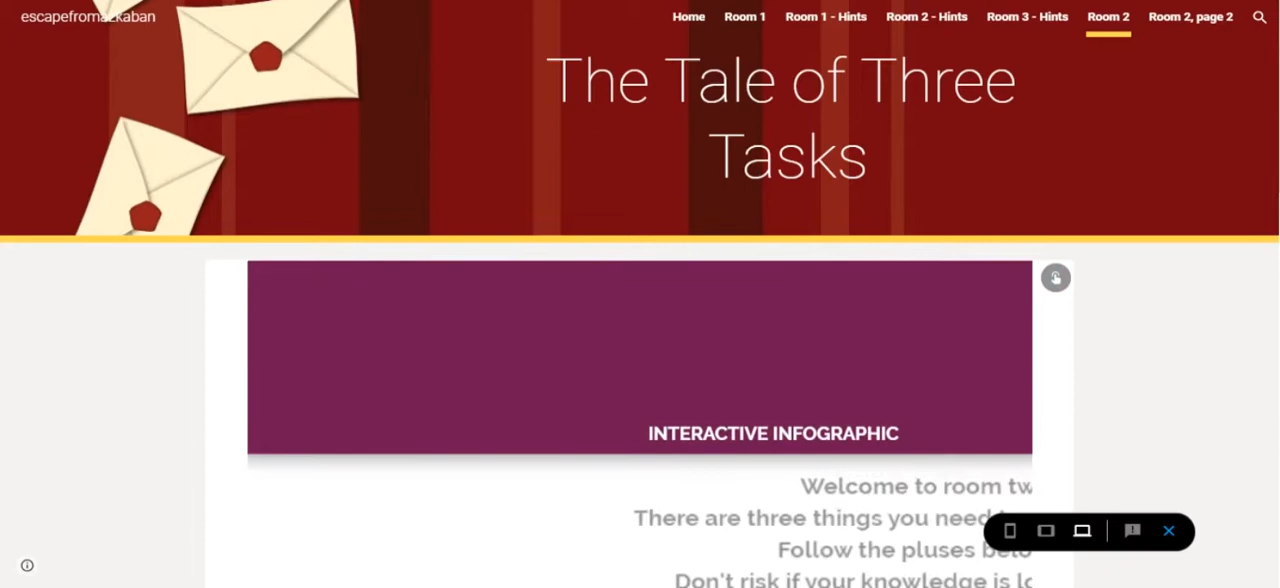 escapefromazkaban
Home Room 1 Room 1 - Hints Room 2 - Hints Room 3 - Hints Room 2 Room 2, page 2
The Tale of Three
Tasks
INTERACTIVE INFOGRAPHIC
Welcome to room tw
There are three things you need
Follow the pluses belo
Don't risk if your knowledge is lo